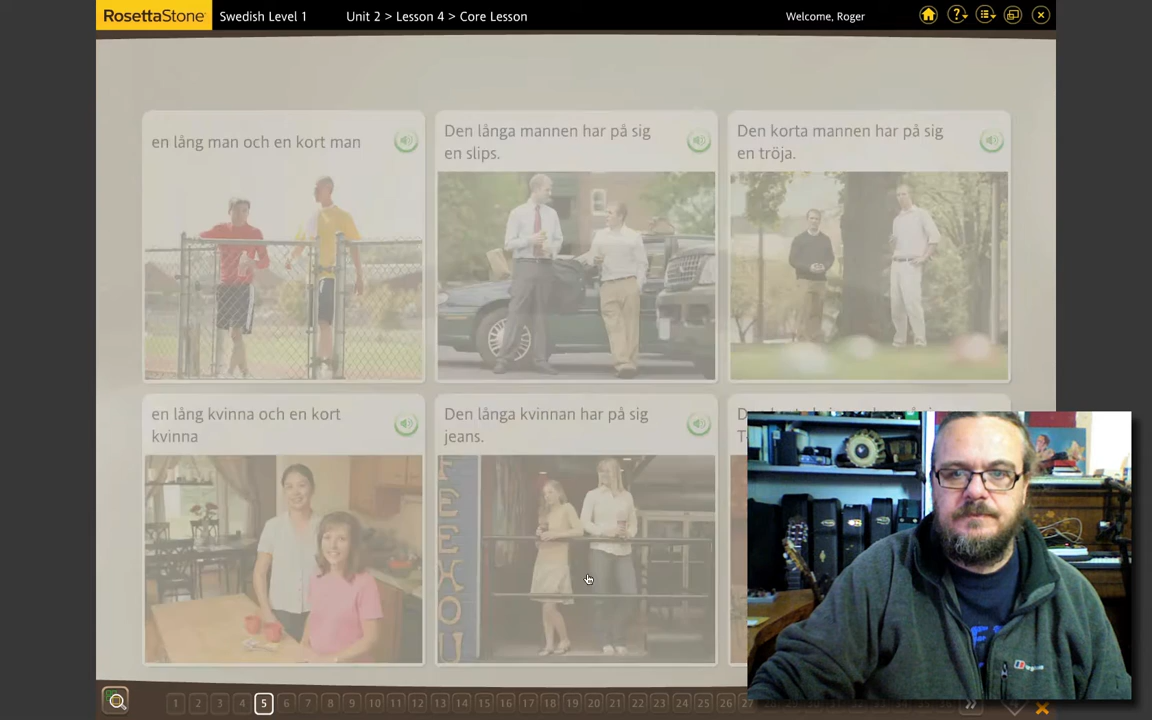 RosettaStone
Swedish Level 1
Unit 2 > Lesson 4 > Core Lesson
Welcome, Roger
en lång man och en kort man
Den långa mannen har på sig
en slips.
Den korta mannen har på sig
en tröja.
en lång kvinna och en kort
kvinna
Den långa kvinnan har på sig
jeans.
1 2 3 4 5 6 7 8 9 10 11 12 13 14 15 16 17 18 19 20 21 22 23 24 25 26 27